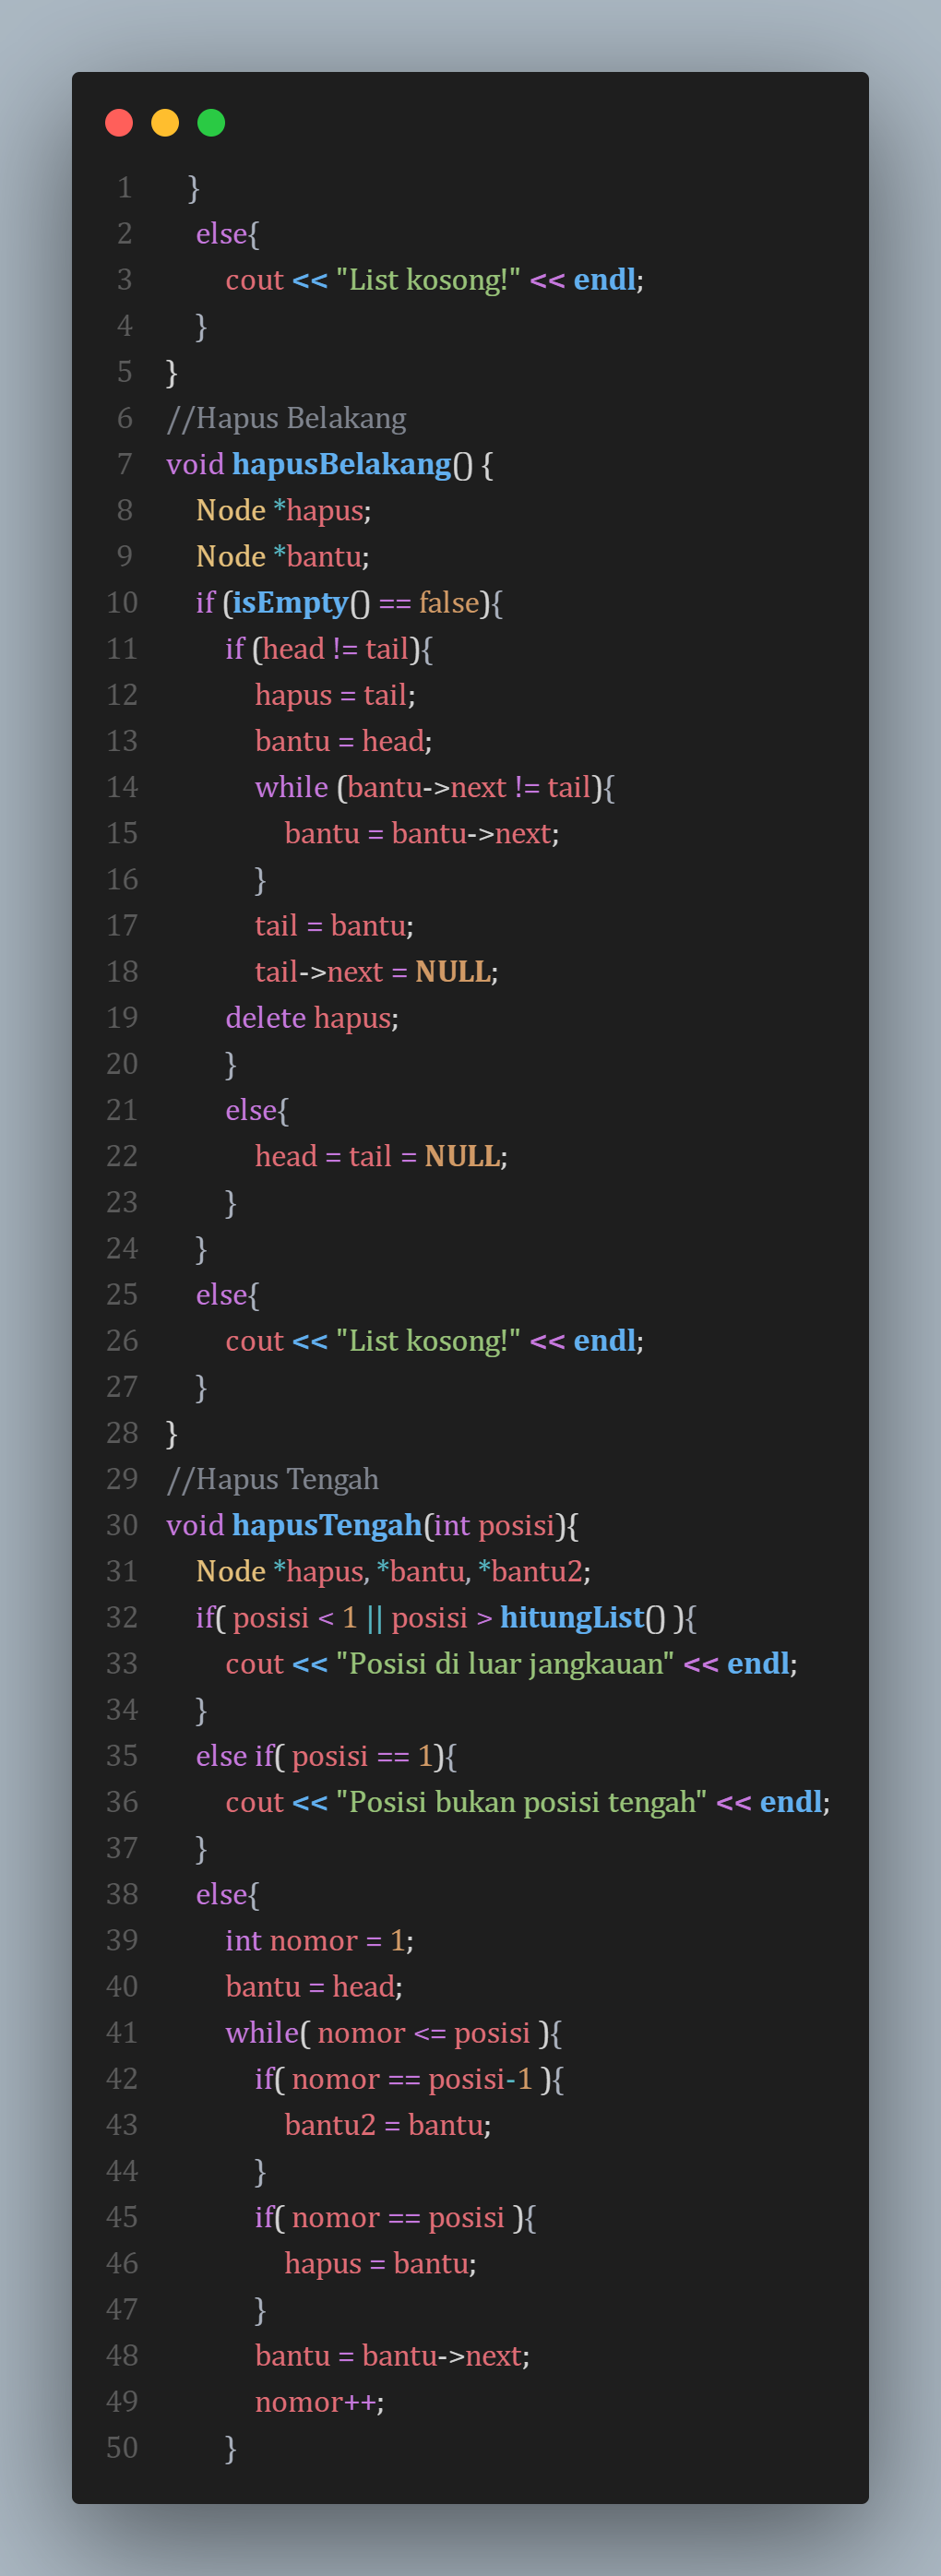 1 }
2 else{
3 cout << "List kosong!" << endl;
4 }
5 }
6 //Hapus Belakang
7 void hapusBelakang() {
8 Node *hapus;
9 Node *bantu;
10 if (isEmpty() == false){
11 if (head != tail){
12 hapus = tail;
13 bantu = head;
14 while (bantu->next != tail){
15 bantu = bantu->next;
16 }
17 tail = bantu;
18 tail->next = NULL;
19 delete hapus;
20 }
21 else{
22 head = tail = NULL;
23 }
24 }
25 else{
26 cout << "List kosong!" << endl;
27 }
28 }
29 //Hapus Tengah
30 void hapusTengah(int posisi){
31 Node *hapus, *bantu, *bantu2;
32 if( posisi < 1 || posisi > hitungList() ){
33 cout << "Posisi di luar jangkauan" << endl;
34 }
35 else if( posisi == 1){
36 cout << "Posisi bukan posisi tengah" << endl;
37 }
38 else{
39 int nomor = 1;
40 bantu = head;
41 while( nomor <= posisi ){
42 if( nomor == posisi-1 ){
43 bantu2 = bantu;
44 }
45 if( nomor == posisi ){
46 hapus = bantu;
47 }
48 bantu = bantu->next;
49 nomor++;
50 }